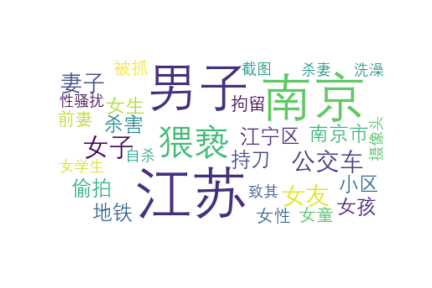 被抓
截图
杀妻
洗澡
妻子
男子
南京
性骚扰
女生
拘留
前妻
杀害
猥亵
江宁区
南京市
摄像头
女子
自杀
持刀
公交车
女学生
偷拍
江苏
致其
女友
小区
地铁
女性
女童
女孩